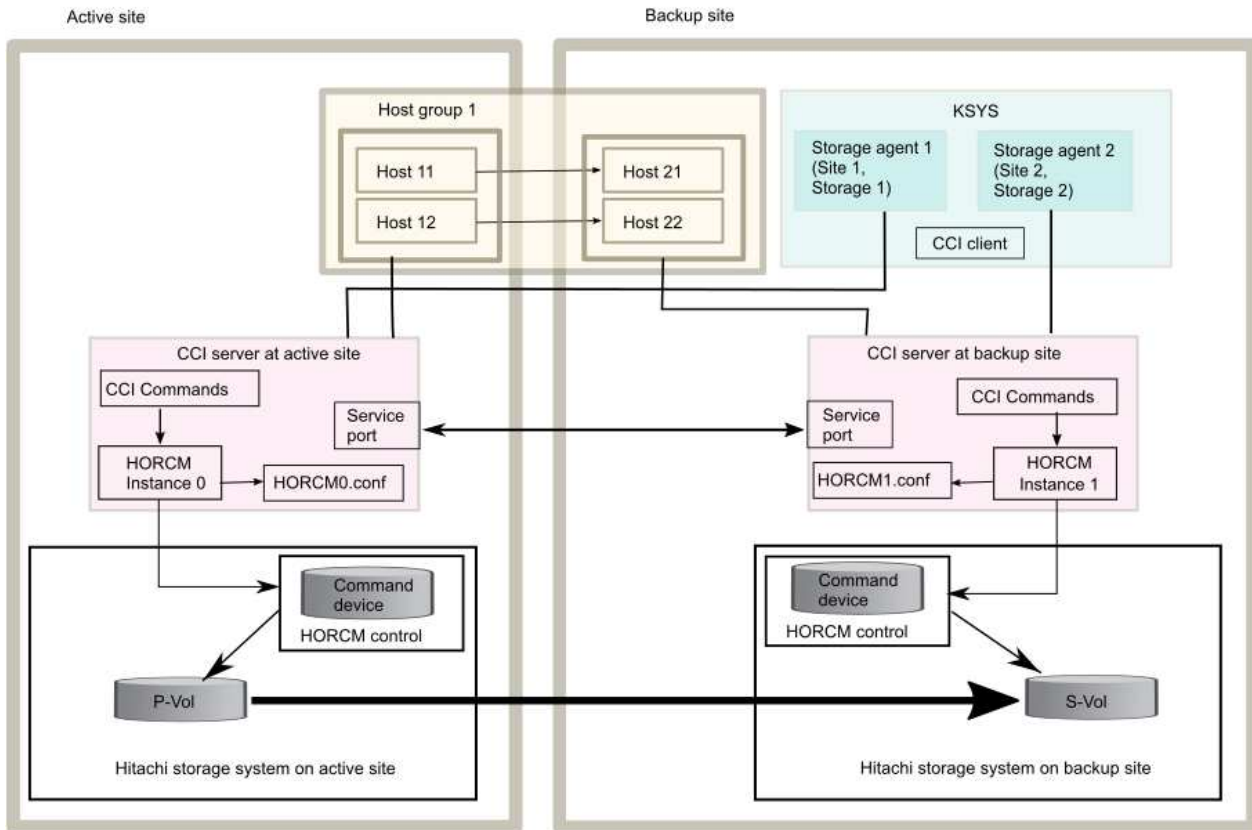 Active site
Backup site
Host group 1
Host 11
Host 12
Host 21
Host 22
KSYS
Storage agent 1
(Site 1,
Storage 1)
Storage agent 2
(Site 2,
Storage 2)
CCI client
CCI server at active site
CCI Commands
HORCM
Instance 0
HORCM0.conf
Service
port
CCI server at backup site
Service
port
CCI Commands
HORCM1.conf
HORCM
Instance 1
Command
device
HORCM control
P-Vol
Hitachi storage system on active site
Command
device
HORCM control
S-Vol
Hitachi storage system on backup site